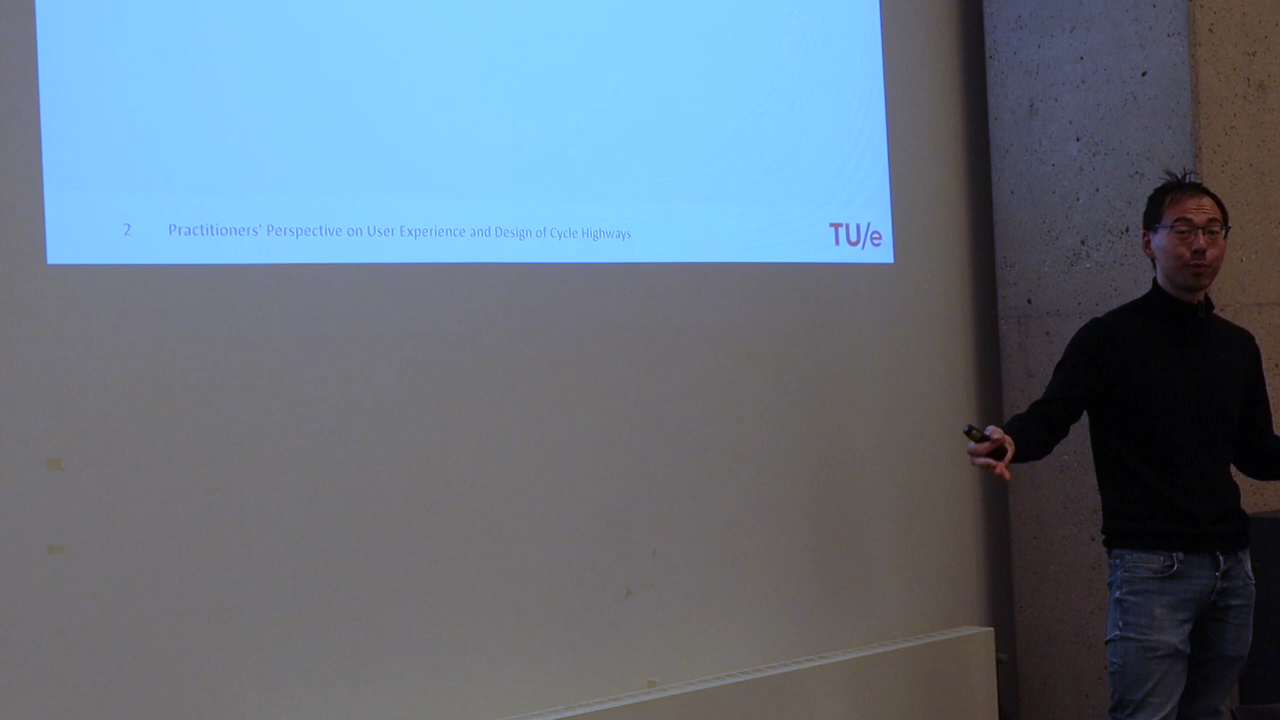 2 Practitioners' Perspective on User Experience and Design of Cycle Highways
TU/e